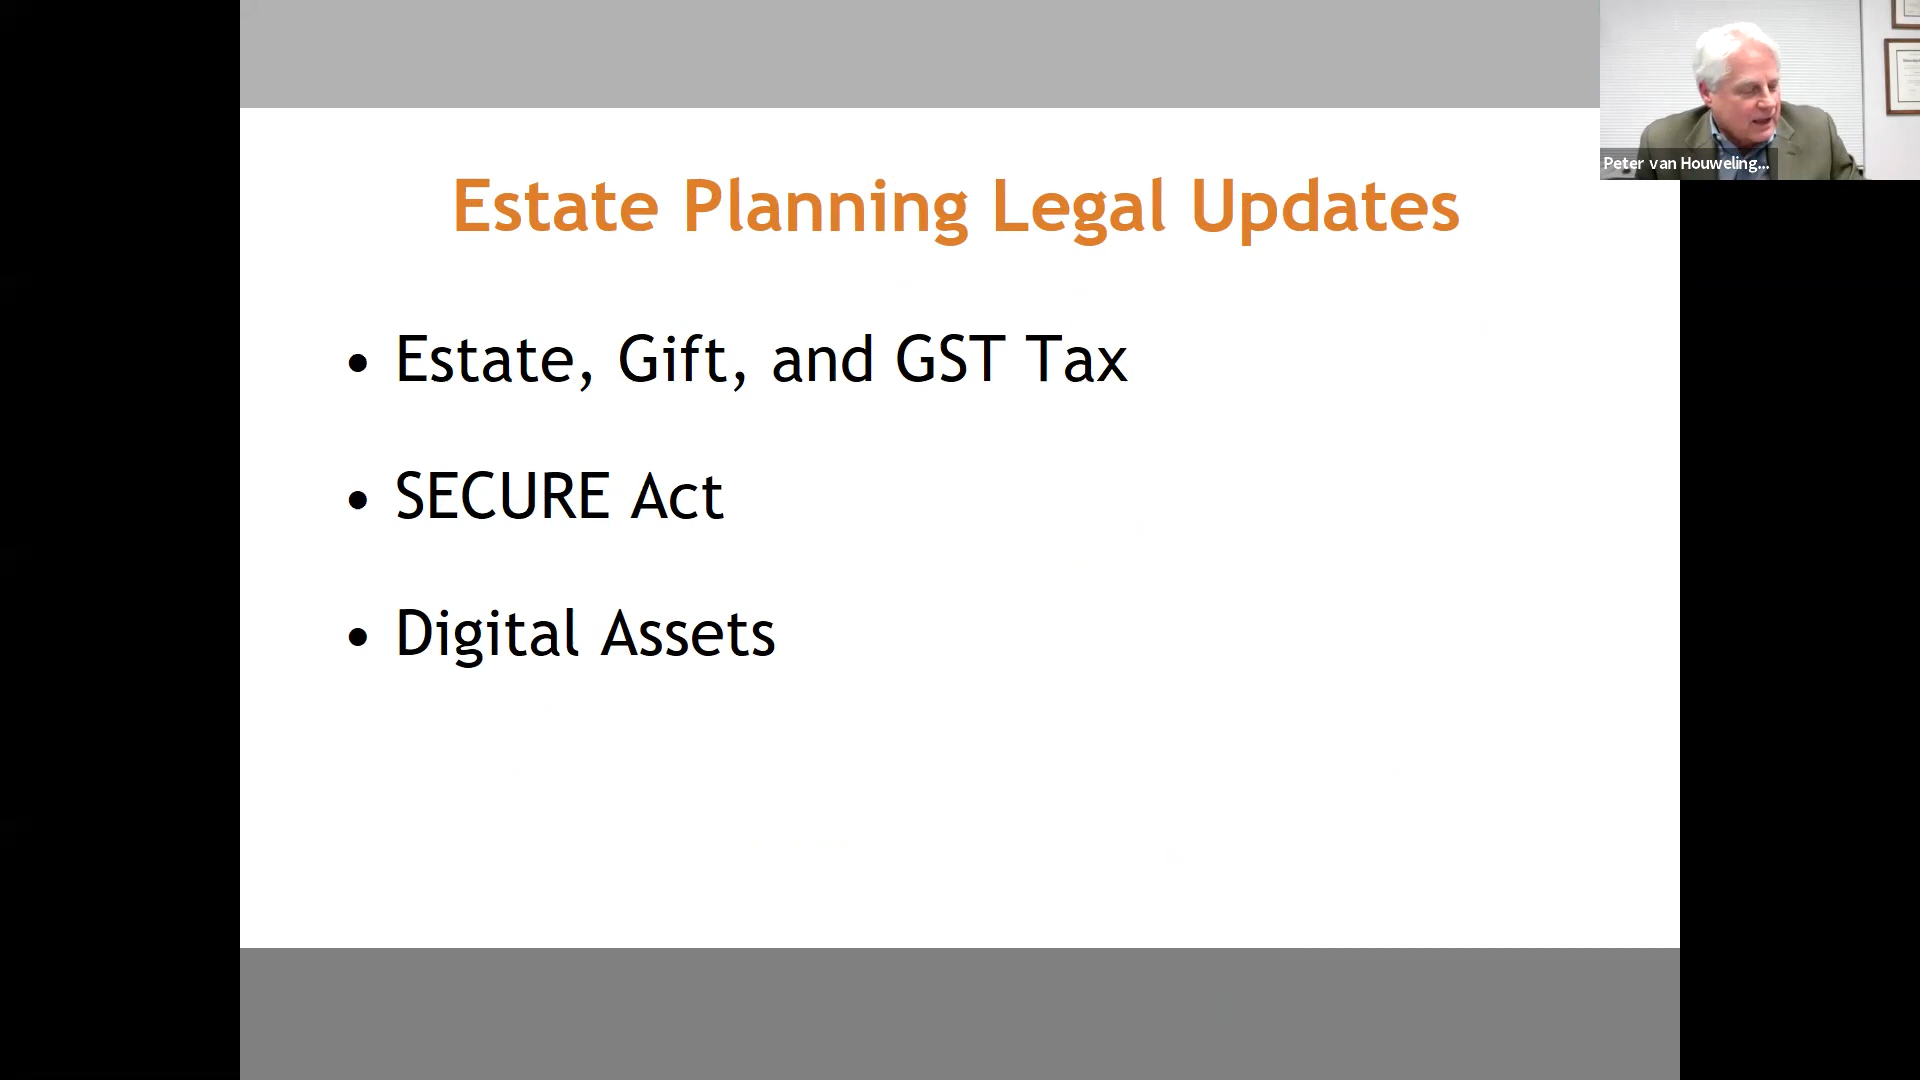 Peter van Houweling...
Estate Planning Legal Updates
• Estate, Gift, and GST Tax
• SECURE Act
• Digital Assets